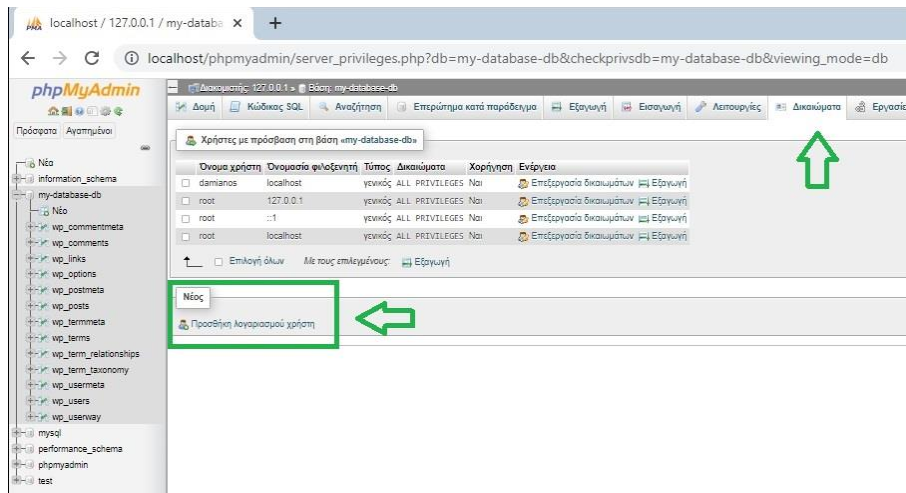 localhost / 127.0.0.1 / my-databa
localhost/phpmyadmin/server_privileges.php?db=my-database-db&checkprivsdb=my-database-db&viewing_mode=db
phpMyAdmin
Πρόσφατα Αγαπημένοι
Νέα
information_schema
my-database-db
Νέο
wp_commentmeta
wp_comments
wp_links
wp_options
wp_postmeta
wp_posts
wp_termmeta
wp_terms
wp_term_relationships
wp_term_taxonomy
wp_usermeta
wp_users
wp_userway
mysql
performance_schema
phpmyadmin
test
Διακομιστής: 127.0.0.1 » Βάση: my-database-db
Δομή Κώδικας SQL Αναζήτηση Επερώτημα κατά παράδειγμα Εξαγωγή Εισαγωγή Λειτουργίες Δικαιώματα Εργασίε
Χρήστες με πρόσβαση στη βάση «my-database-db»
Όνομα χρήστη Ονομασία φιλοξενητή Τύπος Δικαιώματα Χορήγηση Ενέργεια
damianos localhost γενικός ALL PRIVILEGES Ναι Επεξεργασία δικαιωμάτων Εξαγωγή
root 127.0.0.1 γενικός ALL PRIVILEGES Ναι Επεξεργασία δικαιωμάτων Εξαγωγή
root ::1 γενικός ALL PRIVILEGES Ναι Επεξεργασία δικαιωμάτων Εξαγωγή
root localhost γενικός ALL PRIVILEGES Ναι Επεξεργασία δικαιωμάτων Εξαγωγή
Επιλογή όλων Με τους επιλεγμένους: Εξαγωγή
Νέος
Προσθήκη λογαριασμού χρήστη